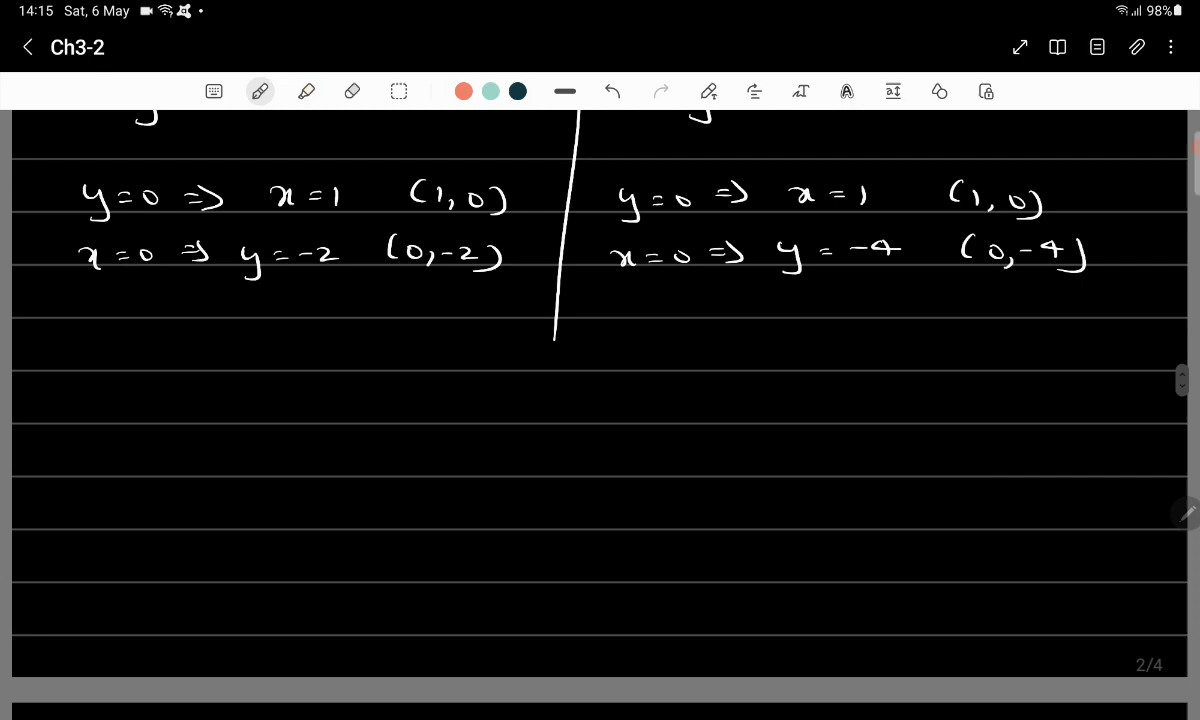 14:15 Sat, 6 May 98%
Ch3-2
y y
y=0 ⇒ x=1 (1,0) y=0 ⇒ x=1 (1,0)
x=0 ⇒ y=-2 (0,-2) x=0 ⇒ y=-4 (0,-4)
2/4